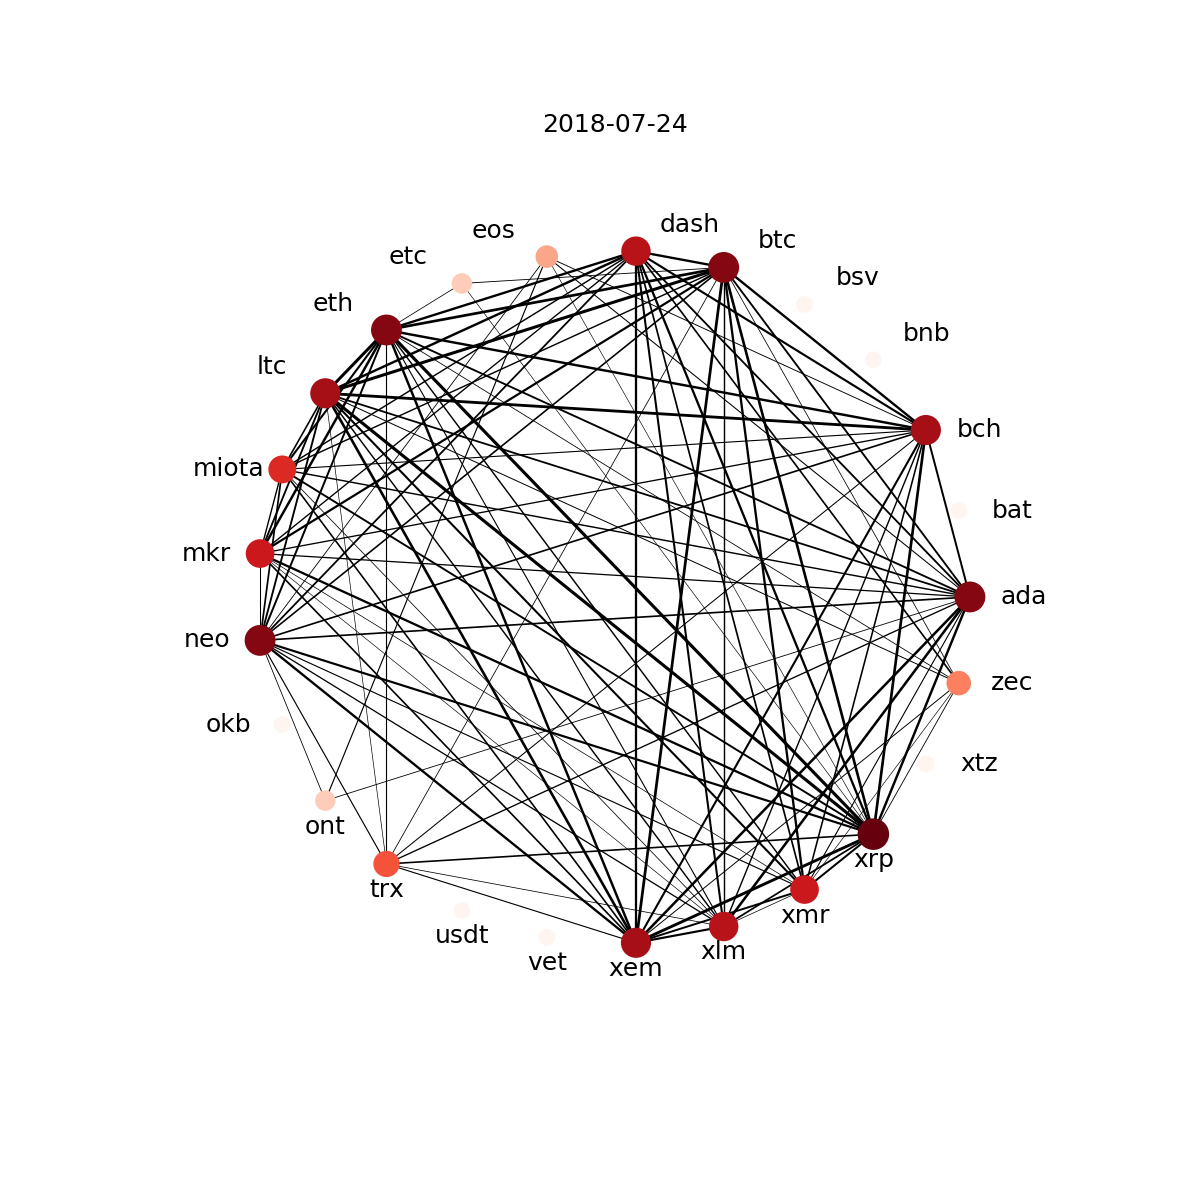 2018-07-24
dash
eos
btc
etc
bsv
eth
bnb
ltc
bch
miota
bat
mkr
ada
neo
zec
okb
xtz
ont
xrp
trx
xmr
usdt
xlm
vet
xem